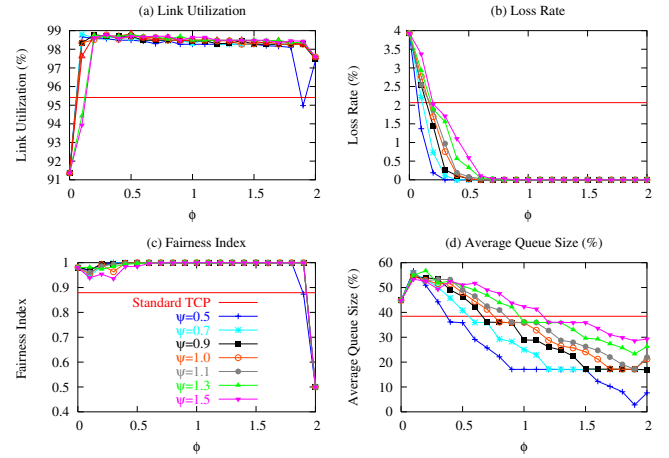 (a) Link Utilization
Link Utilization (%)
99
98
97
96
95
94
93
92
91
0
0.5
1
1.5
2
ϕ
(b) Loss Rate
Loss Rate (%)
4
3.5
3
2.5
2
1.5
1
0.5
0
0
0.5
1
1.5
2
ϕ
(c) Fairness Index
Fairness Index
1
0.9
0.8
0.7
0.6
0.5
0.4
Standard TCP
ψ=0.5
ψ=0.7
ψ=0.9
ψ=1.0
ψ=1.1
ψ=1.3
ψ=1.5
0
0.5
1
1.5
2
ϕ
(d) Average Queue Size (%)
Average Queue Size (%)
60
50
40
30
20
10
0
0
0.5
1
1.5
2
ϕ